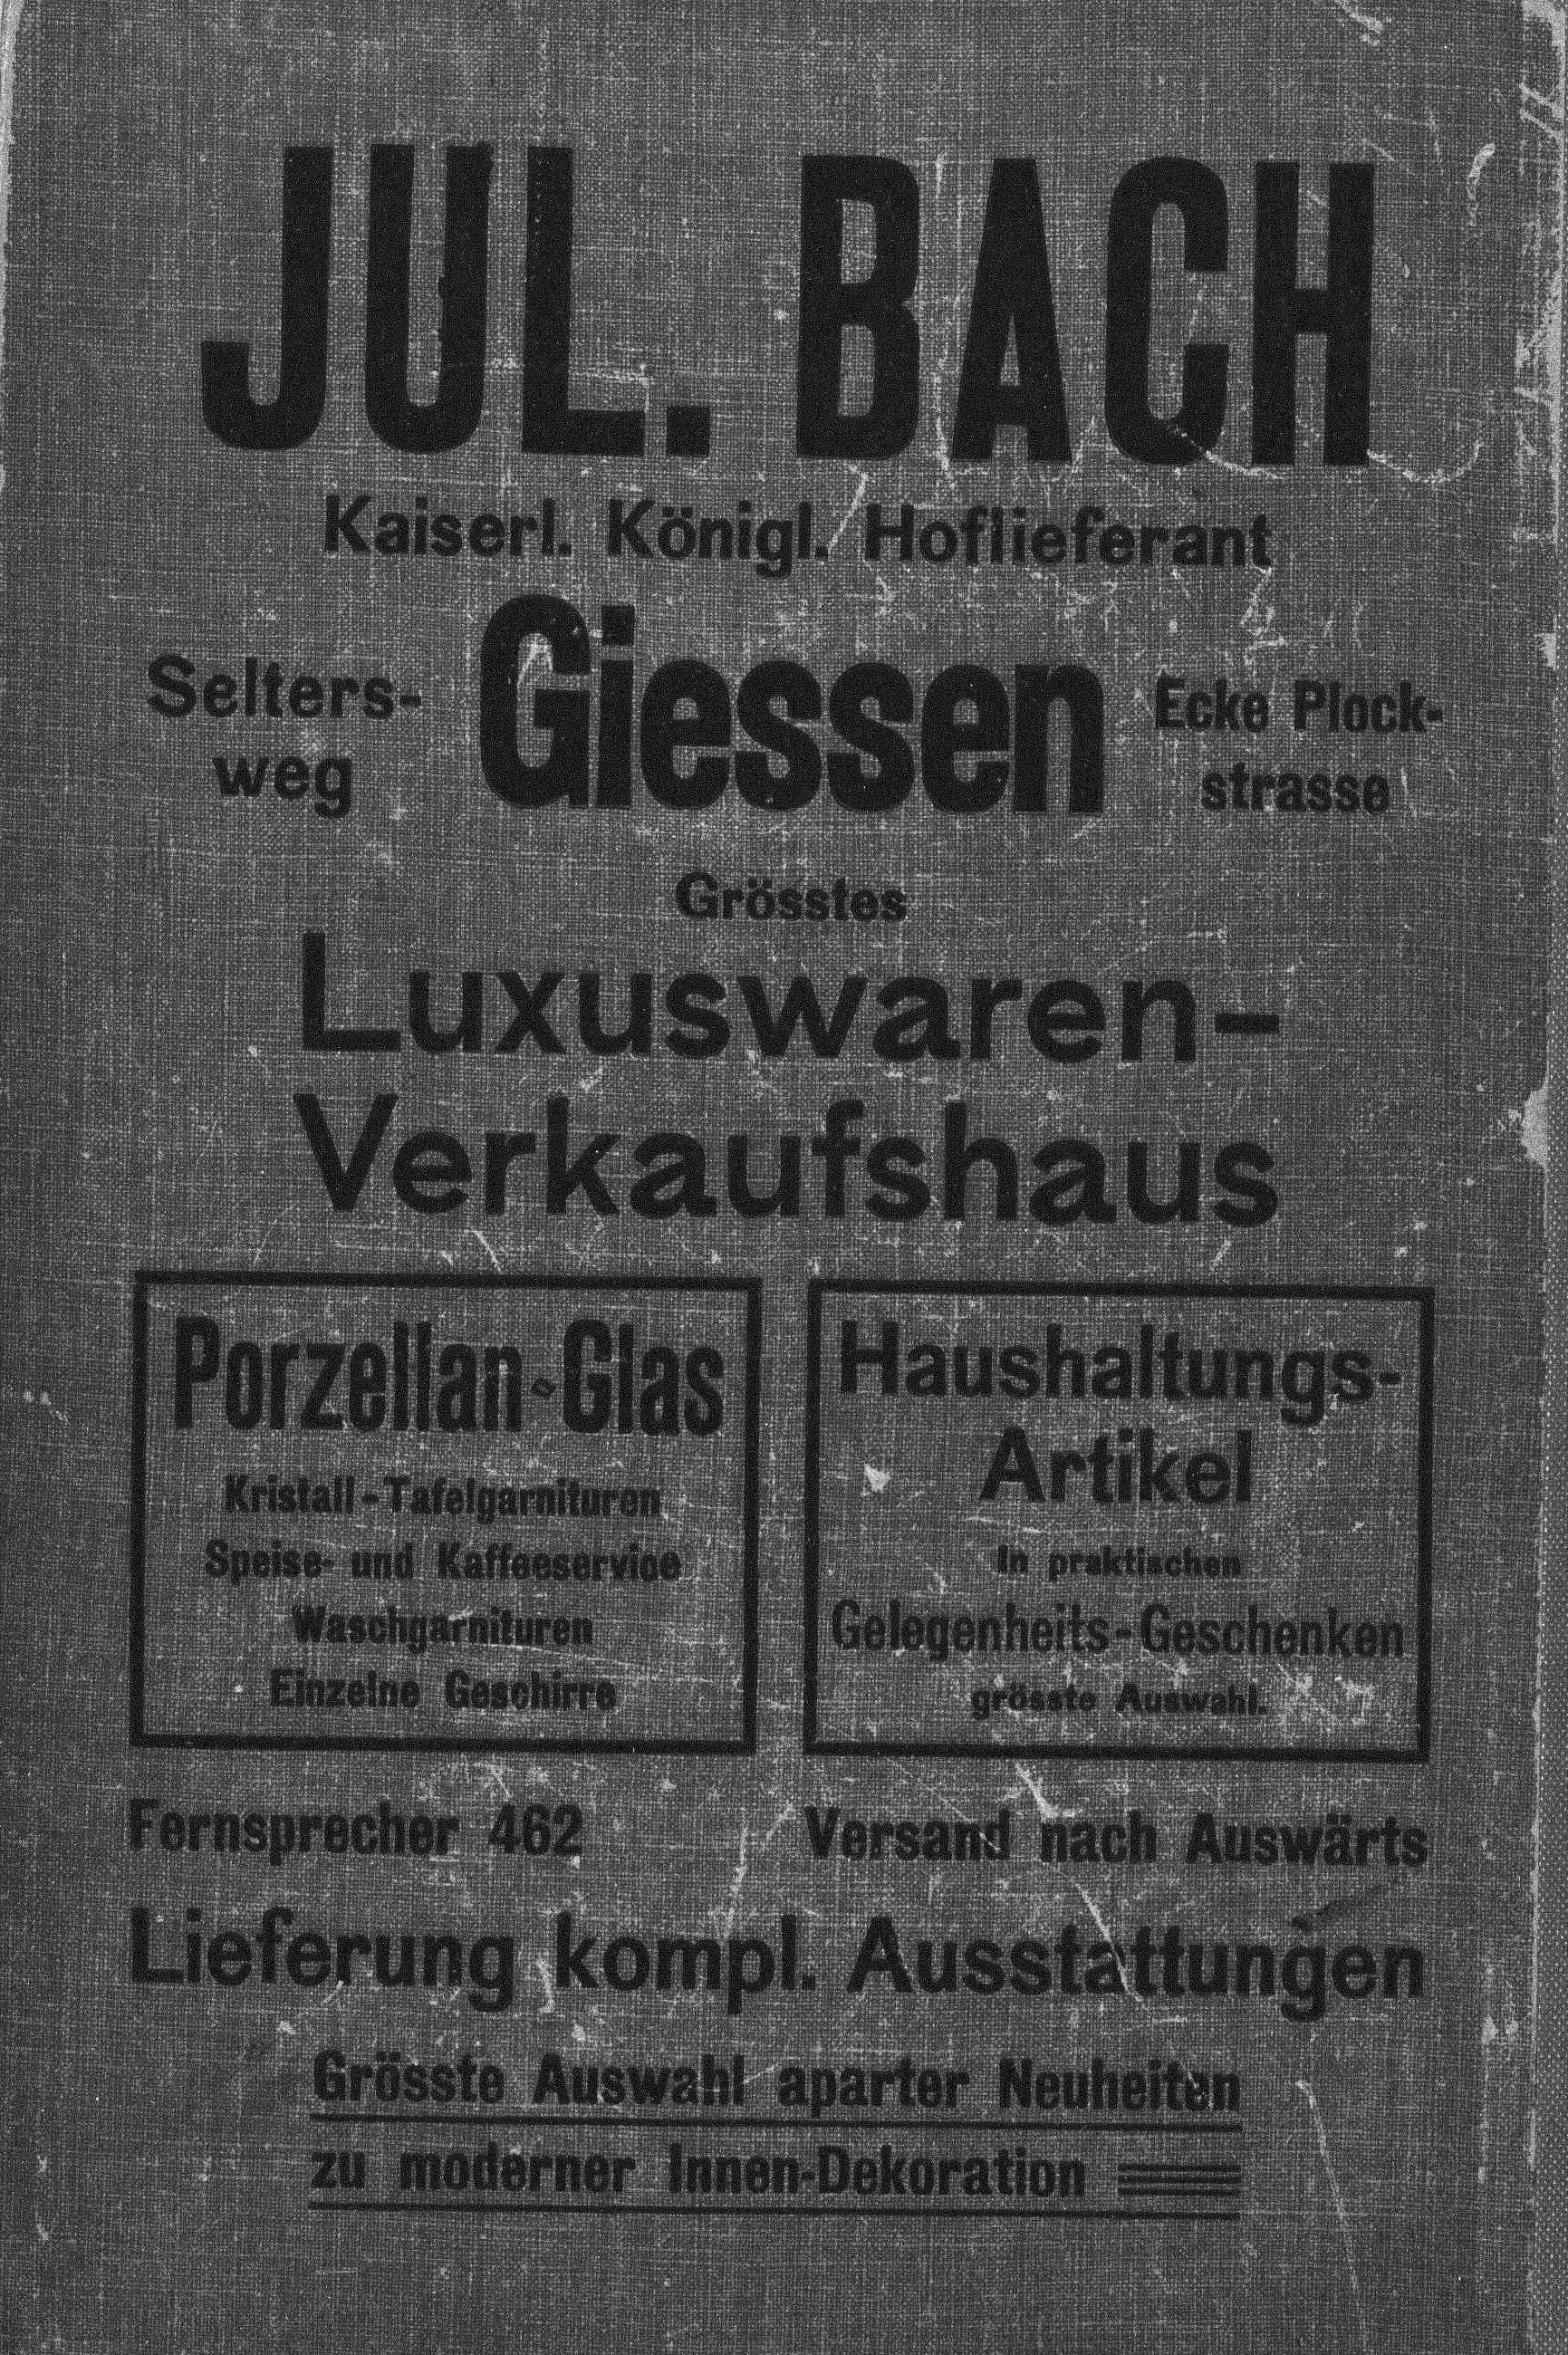 JUL. BACH
Kaiserl. Königl. Hoflieferant
Selters-
weg
Giessen
Ecke Plock-
strasse
Grösstes
Luxuswaren-
Verkaufshaus
Porzellan-Glas
Kristall-Tafelgarnituren
Speise- und Kaffeeservice
Waschgarnituren
Einzelne Geschirre
Haushaltungs-
Artikel
In praktischen
Gelegenheits-Geschenken
grösste Auswahl.
Fernsprecher 462
Versand nach Auswärts
Lieferung kompl. Ausstattungen
Grösste Auswahl aparter Neuheiten
zu moderner Innen-Dekoration